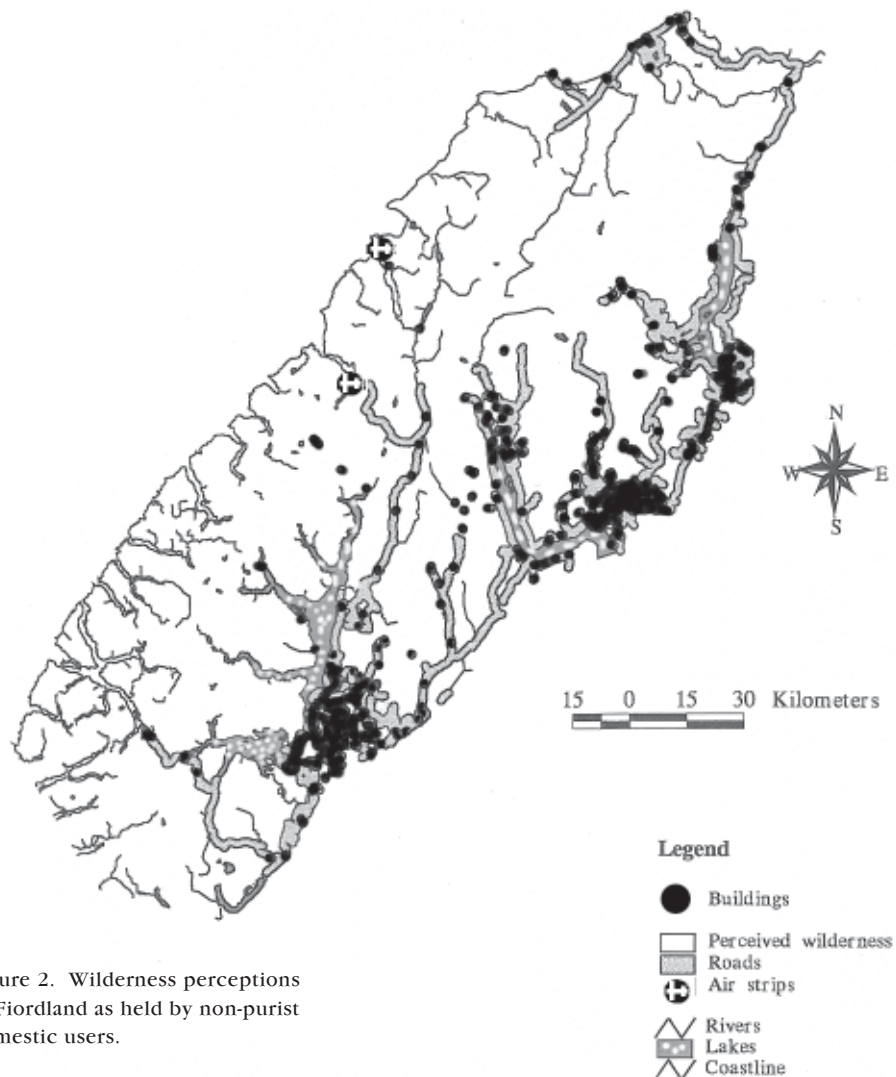 N
W E
S
15 0 15 30 Kilometers
Legend
Buildings
Perceived wilderness
Roads
Air strips
Rivers
Lakes
Coastline
ure 2. Wilderness perceptions
Fiordland as held by non-purist
mestic users.